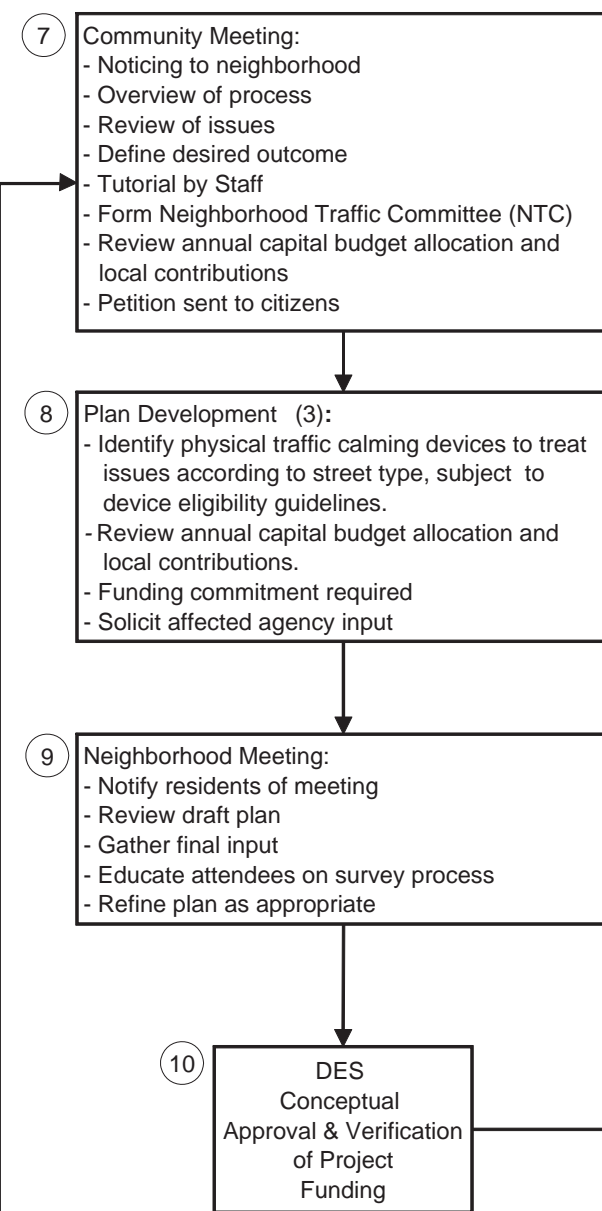 7
Community Meeting:
- Noticing to neighborhood
- Overview of process
- Review of issues
- Define desired outcome
- Tutorial by Staff
- Form Neighborhood Traffic Committee (NTC)
- Review annual capital budget allocation and
local contributions
- Petition sent to citizens
8
Plan Development (3):
- Identify physical traffic calming devices to treat
issues according to street type, subject to
device eligibility guidelines.
- Review annual capital budget allocation and
local contributions.
- Funding commitment required
- Solicit affected agency input
9
Neighborhood Meeting:
- Notify residents of meeting
- Review draft plan
- Gather final input
- Educate attendees on survey process
- Refine plan as appropriate
10
DES
Conceptual
Approval & Verification
of Project
Funding